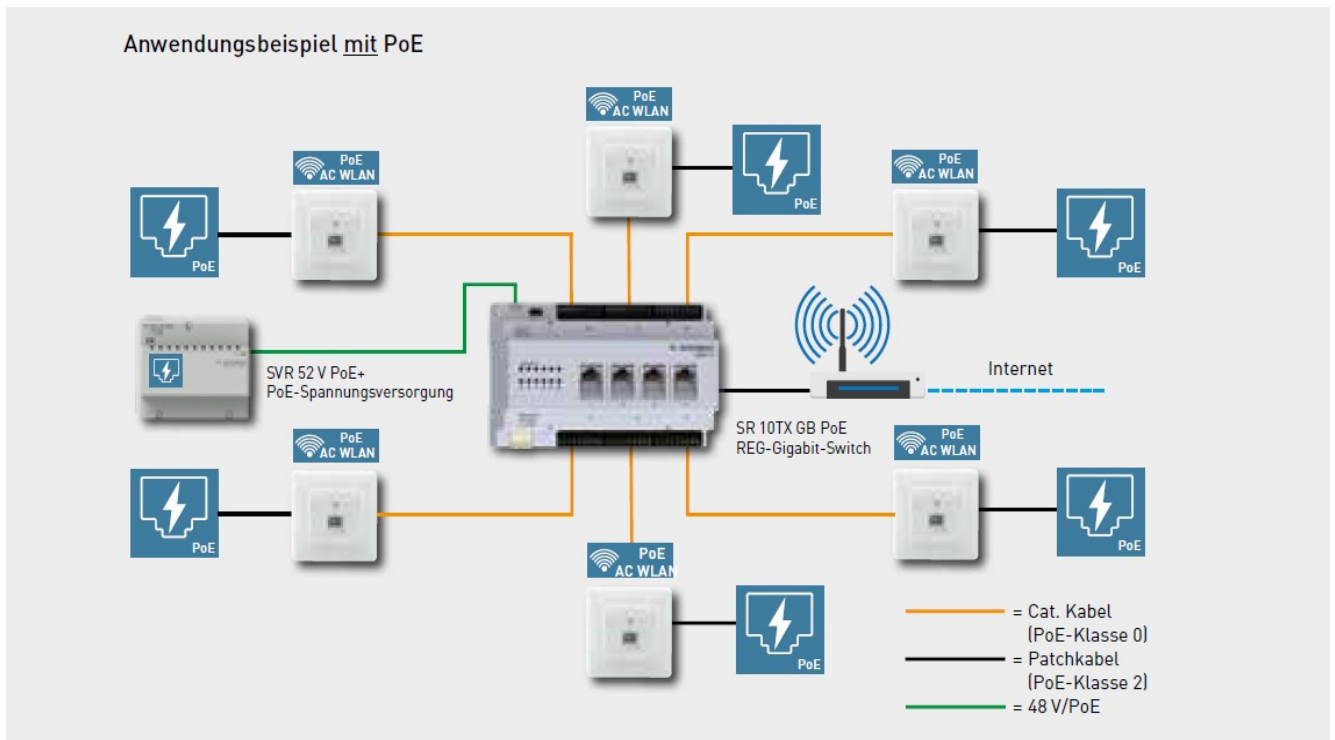 Anwendungsbeispiel mit PoE
PoE
AC WLAN
PoE
PoE
AC WLAN
PoE
PoE
AC WLAN
PoE
SVR 52 V PoE+
PoE-Spannungsversorgung
SR 10TX GB PoE
REG-Gigabit-Switch
Internet
PoE
AC WLAN
PoE
PoE
AC WLAN
PoE
PoE
AC WLAN
PoE
= Cat. Kabel
(PoE-Klasse 0)
= Patchkabel
(PoE-Klasse 2)
= 48 V/PoE